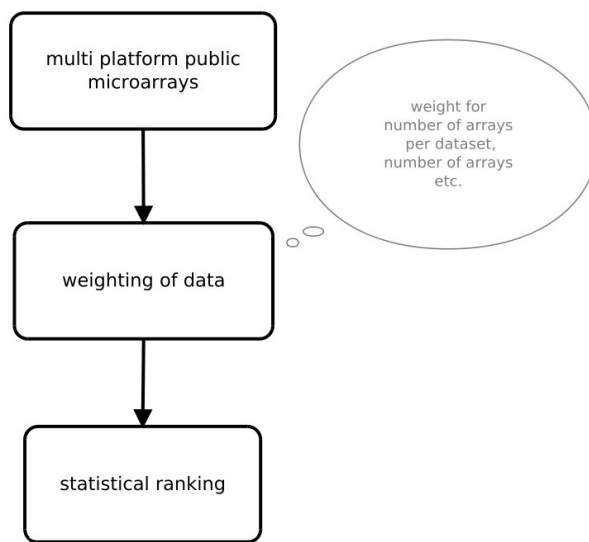 multi platform public
microarrays
weight for
number of arrays
per dataset,
number of arrays
etc.
weighting of data
statistical ranking